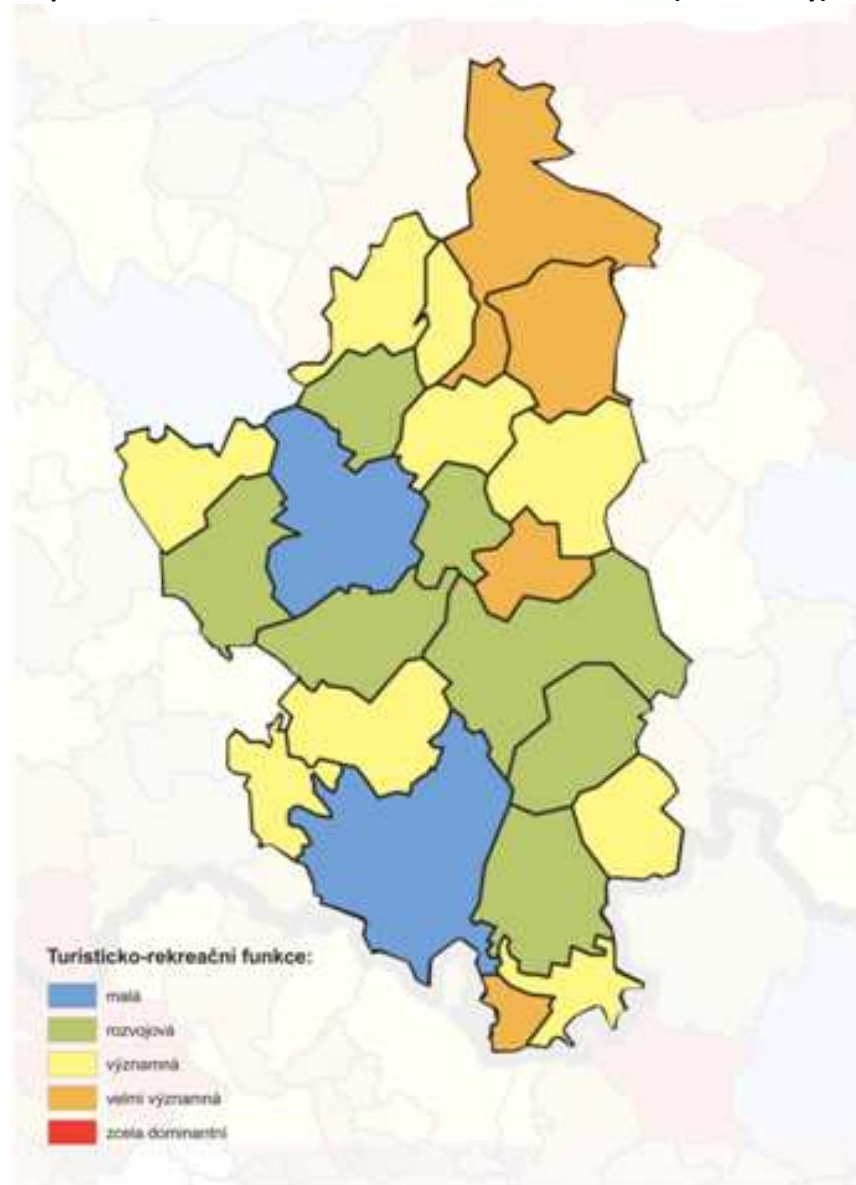 Turisticko-rekreační funkce:
malá
rozvojová
významná
velmi významná
zcela dominantní